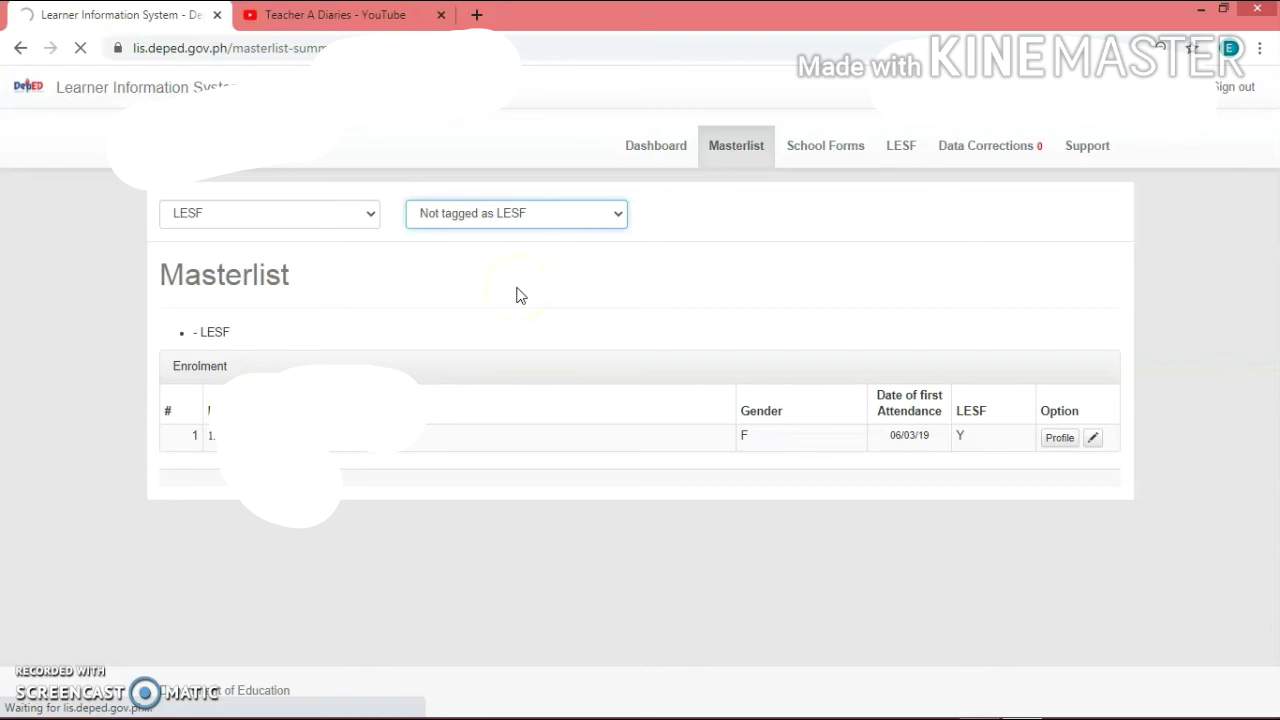 Learner Information System - De
Teacher A Diaries - YouTube
lis.deped.gov.ph/masterlist-summ
E
Made with KINEMASTER
DepED
Learner Information
Sign out
Dashboard
Masterlist
School Forms
LESF
Data Corrections 0
Support
LESF
Not tagged as LESF
Masterlist
- LESF
Enrolment
# Gender Date of first Attendance LESF Option
1 1. F 06/03/19 Y Profile
RECORDED WITH
SCREENCAST MATIC
of Education
Waiting for lis.deped.gov.ph...